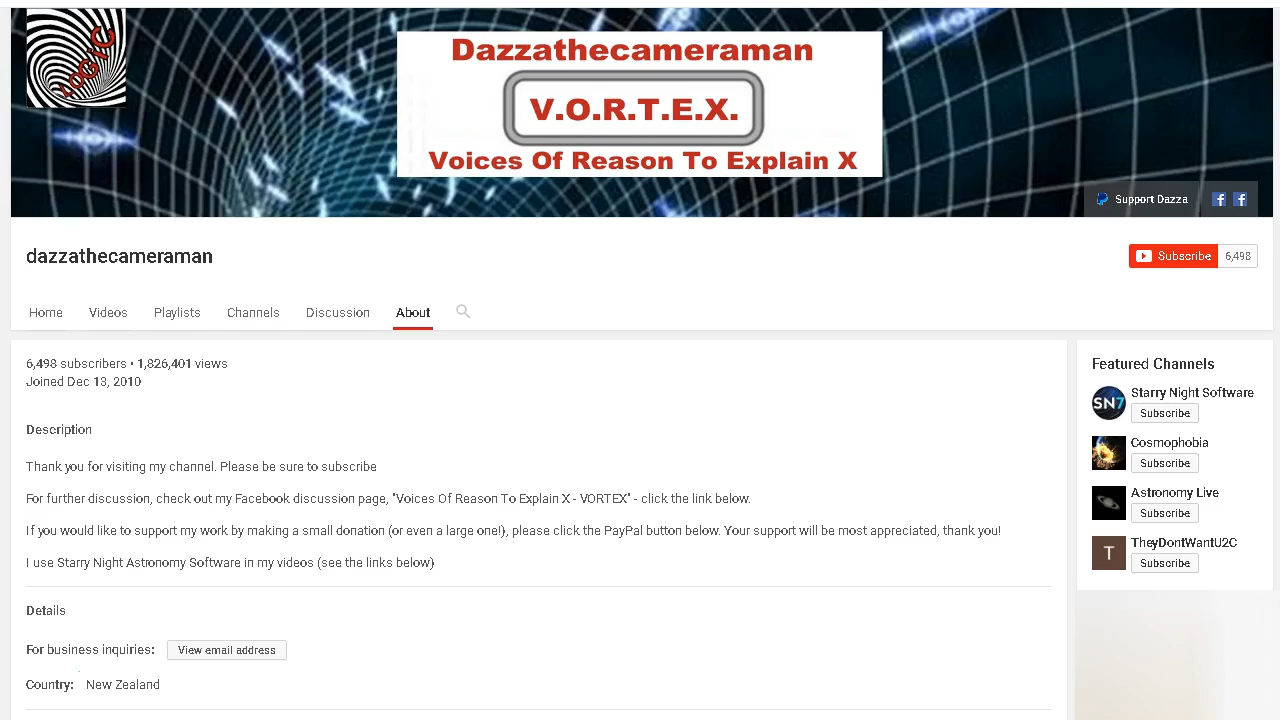 LOGIC
Dazzathecameraman
V.O.R.T.E.X.
Voices Of Reason To Explain X
Support Dazza
dazzathecameraman
Subscribe 6,498
Home Videos Playlists Channels Discussion About
6,498 subscribers • 1,826,401 views
Joined Dec 13, 2010
Description
Thank you for visiting my channel. Please be sure to subscribe
For further discussion, check out my Facebook discussion page, "Voices Of Reason To Explain X - VORTEX" - click the link below.
If you would like to support my work by making a small donation (or even a large one!), please click the PayPal button below. Your support will be most appreciated, thank you!
I use Starry Night Astronomy Software in my videos (see the links below)
Details
For business inquiries: View email address
Country: New Zealand
Featured Channels
SN7
Starry Night Software
Subscribe
Cosmophobia
Subscribe
Astronomy Live
Subscribe
T
TheyDontWantU2C
Subscribe